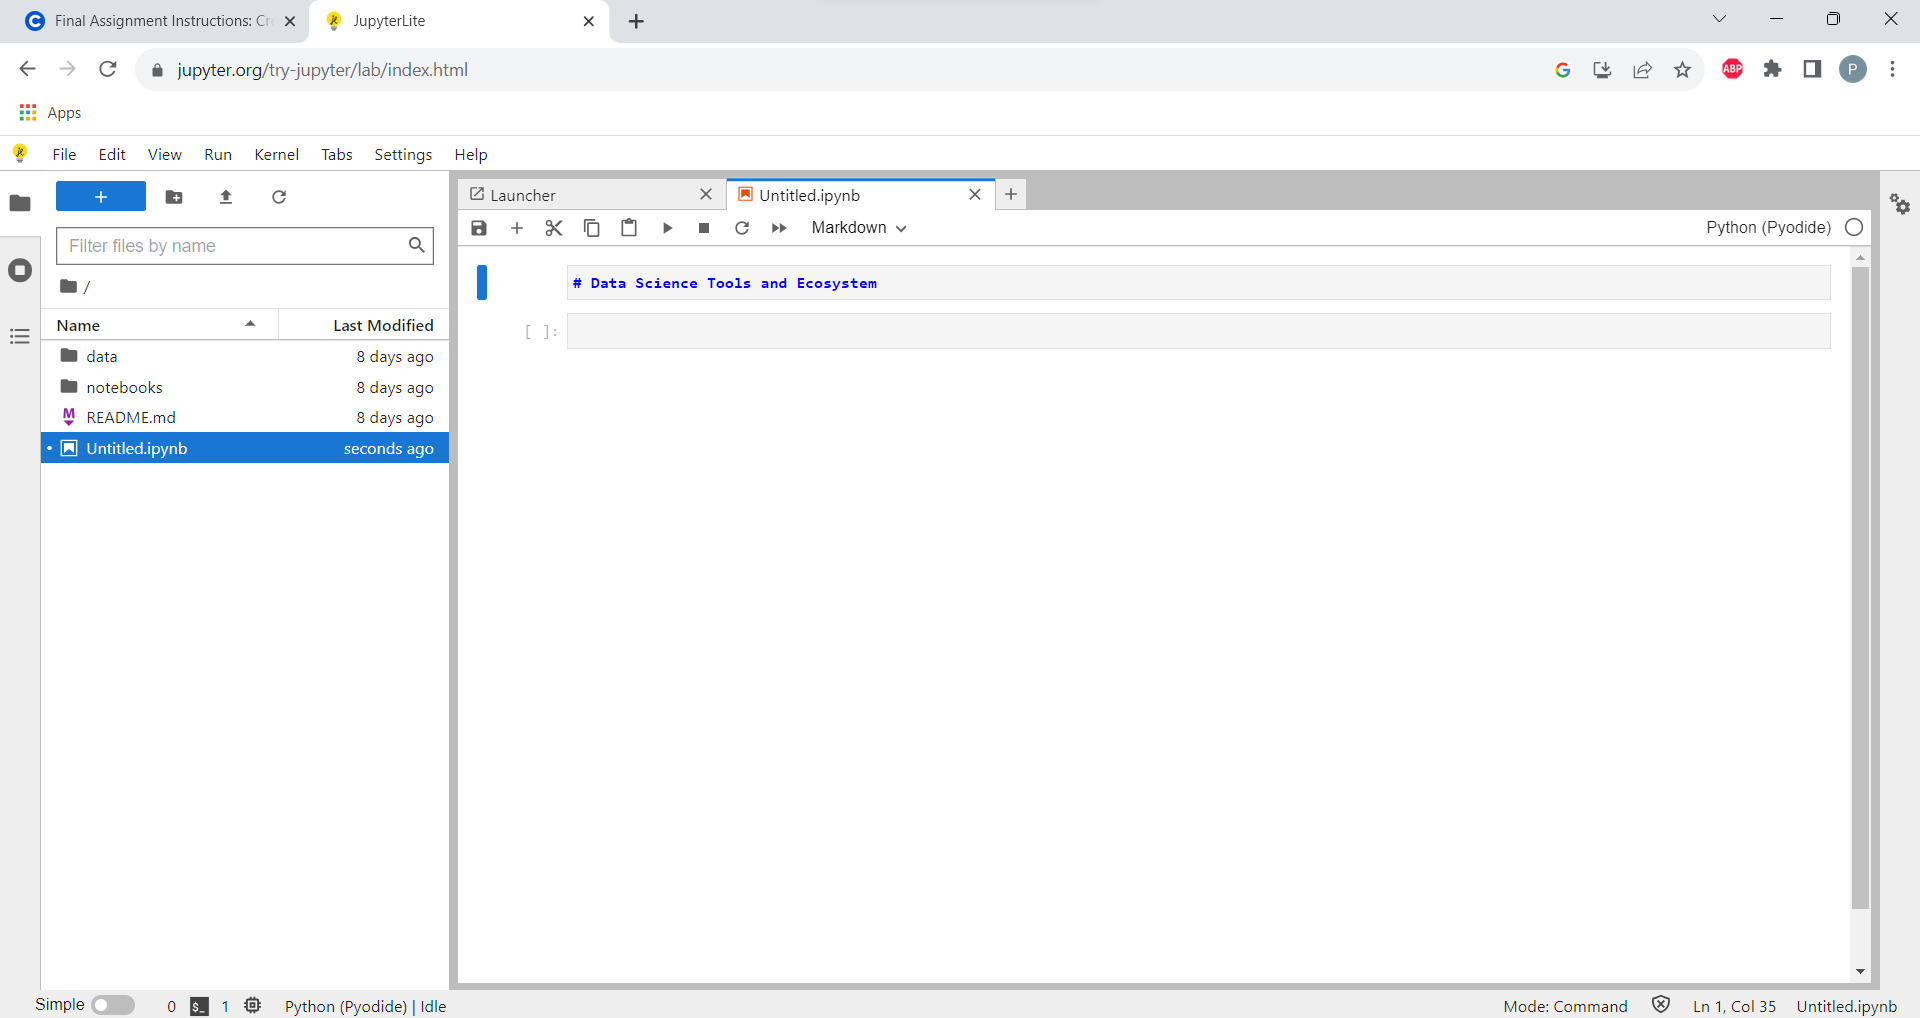 Final Assignment Instructions: Cr
JupyterLite
jupyter.org/try-jupyter/lab/index.html
ABP
P
Apps
File Edit View Run Kernel Tabs Settings Help
Launcher
Untitled.ipynb
Filter files by name
Markdown
Python (Pyodide)
/
# Data Science Tools and Ecosystem
Name Last Modified
[ ]:
data 8 days ago
notebooks 8 days ago
M README.md 8 days ago
Untitled.ipynb seconds ago
Simple 0 $_ 1 Python (Pyodide) | Idle
Mode: Command Ln 1, Col 35 Untitled.ipynb